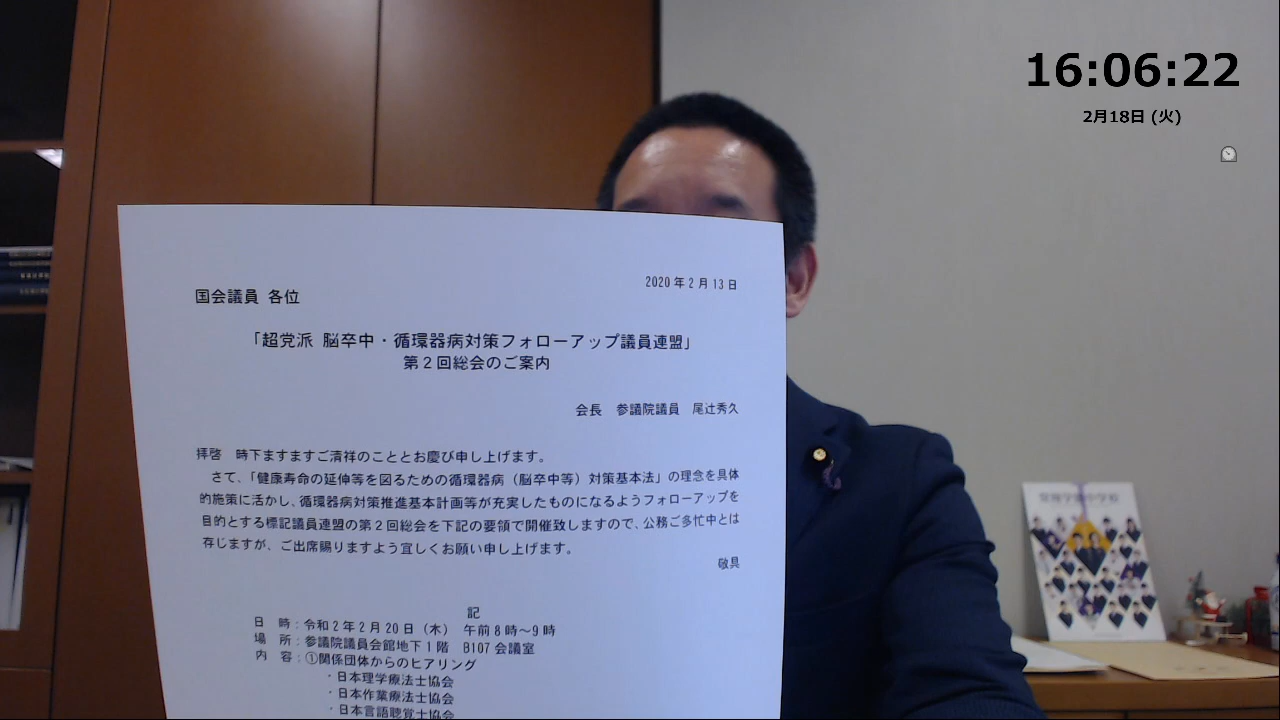 16:06:22
2月18日 (火)
2020年2月13日
国会議員 各位
「超党派 脳卒中・循環器病対策フォローアップ議員連盟」
第2回総会のご案内
会長 参議院議員 尾辻秀久
拝啓 時下ますますご清祥のこととお慶び申し上げます。
さて、「健康寿命の延伸等を図るための循環器病（脳卒中等）対策基本法」の理念を具体
的施策に活かし、循環器病対策推進基本計画等が充実したものになるようフォローアップを
目的とする標記議員連盟の第2回総会を下記の要領で開催致しますので、公務ご多忙中とは
存じますが、ご出席賜りますよう宜しくお願い申し上げます。
敬具
記
日 時：令和2年2月20日（木） 午前8時～9時
場 所：参議院議員会館地下1階 B107会議室
内 容：①関係団体からのヒアリング
・日本理学療法士協会
・日本作業療法士協会
・日本言語聴覚士協会